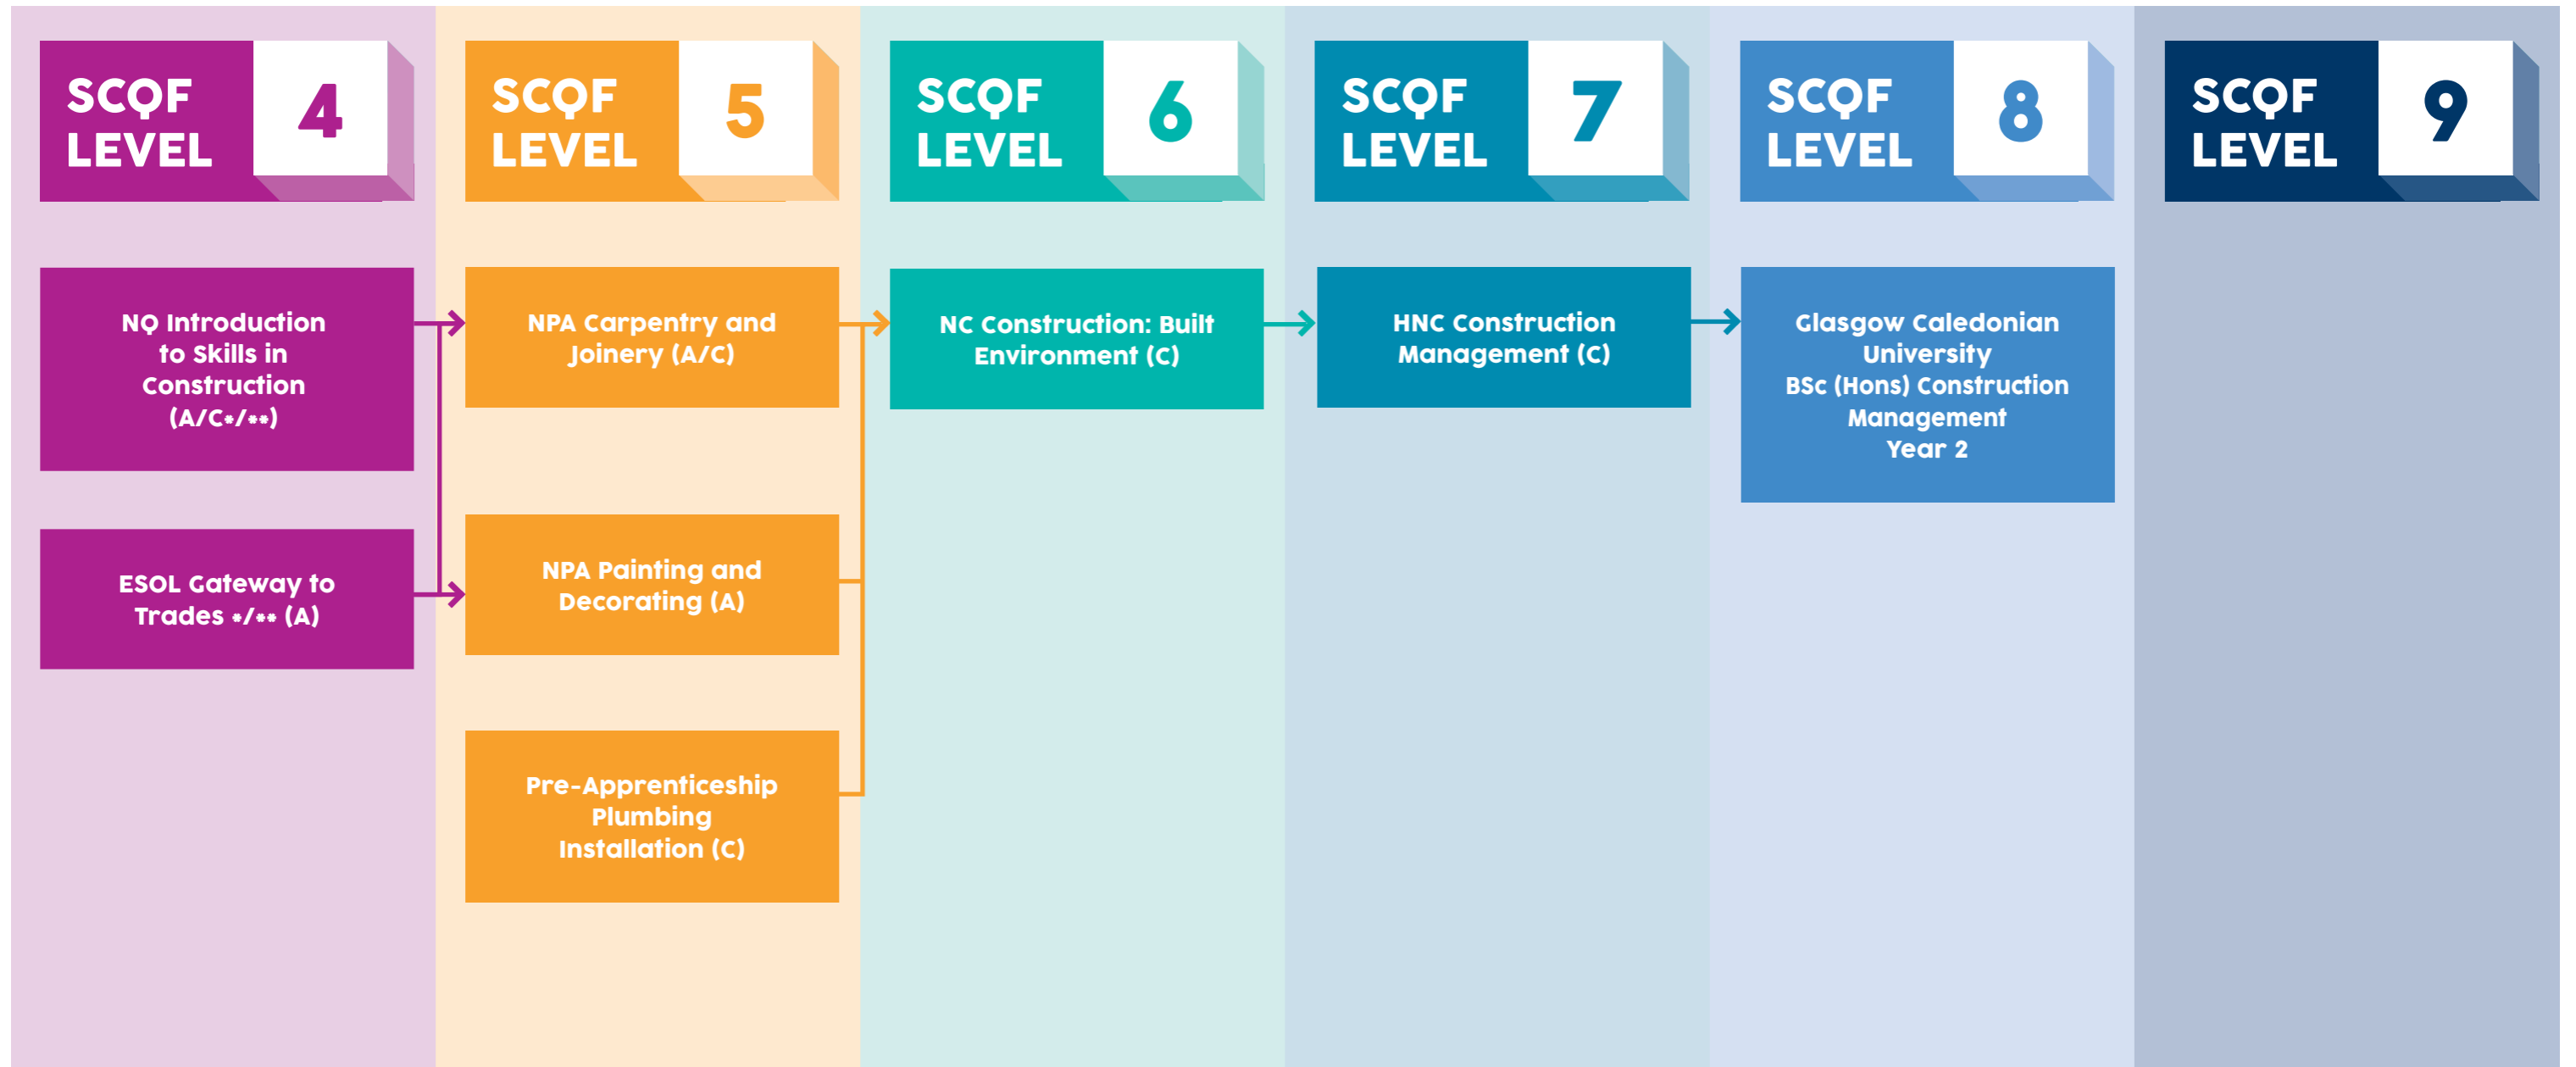 SCQF
LEVEL
4
SCQF
LEVEL
5
SCQF
LEVEL
6
SCQF
LEVEL
7
SCQF
LEVEL
8
SCQF
LEVEL
9
NQ Introduction
to Skills in
Construction
(A/C*/**)
ESOL Gateway to
Trades */** (A)
NPA Carpentry and
Joinery (A/C)
NPA Painting and
Decorating (A)
Pre-Apprenticeship
Plumbing
Installation (C)
NC Construction: Built
Environment (C)
HNC Construction
Management (C)
Glasgow Caledonian
University
BSc (Hons) Construction
Management
Year 2